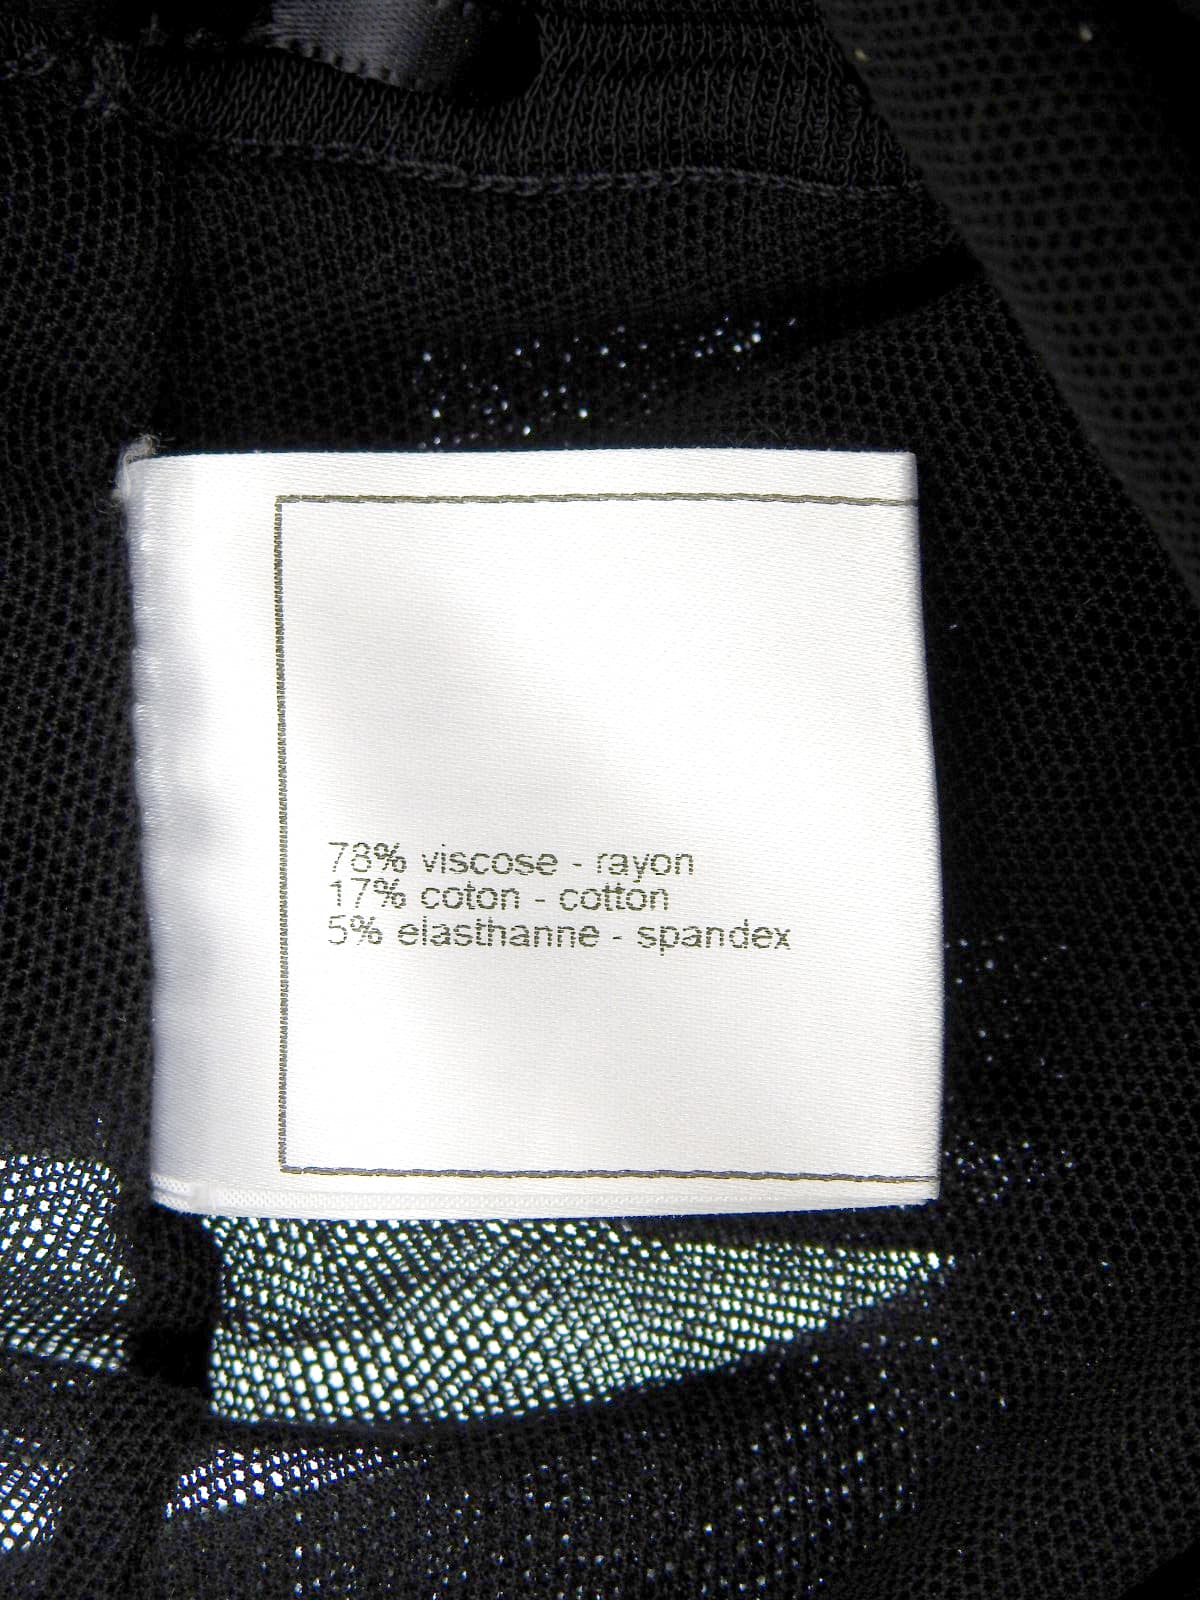 78% viscose - rayon
17% coton - cotton
5% elasthanne - spandex